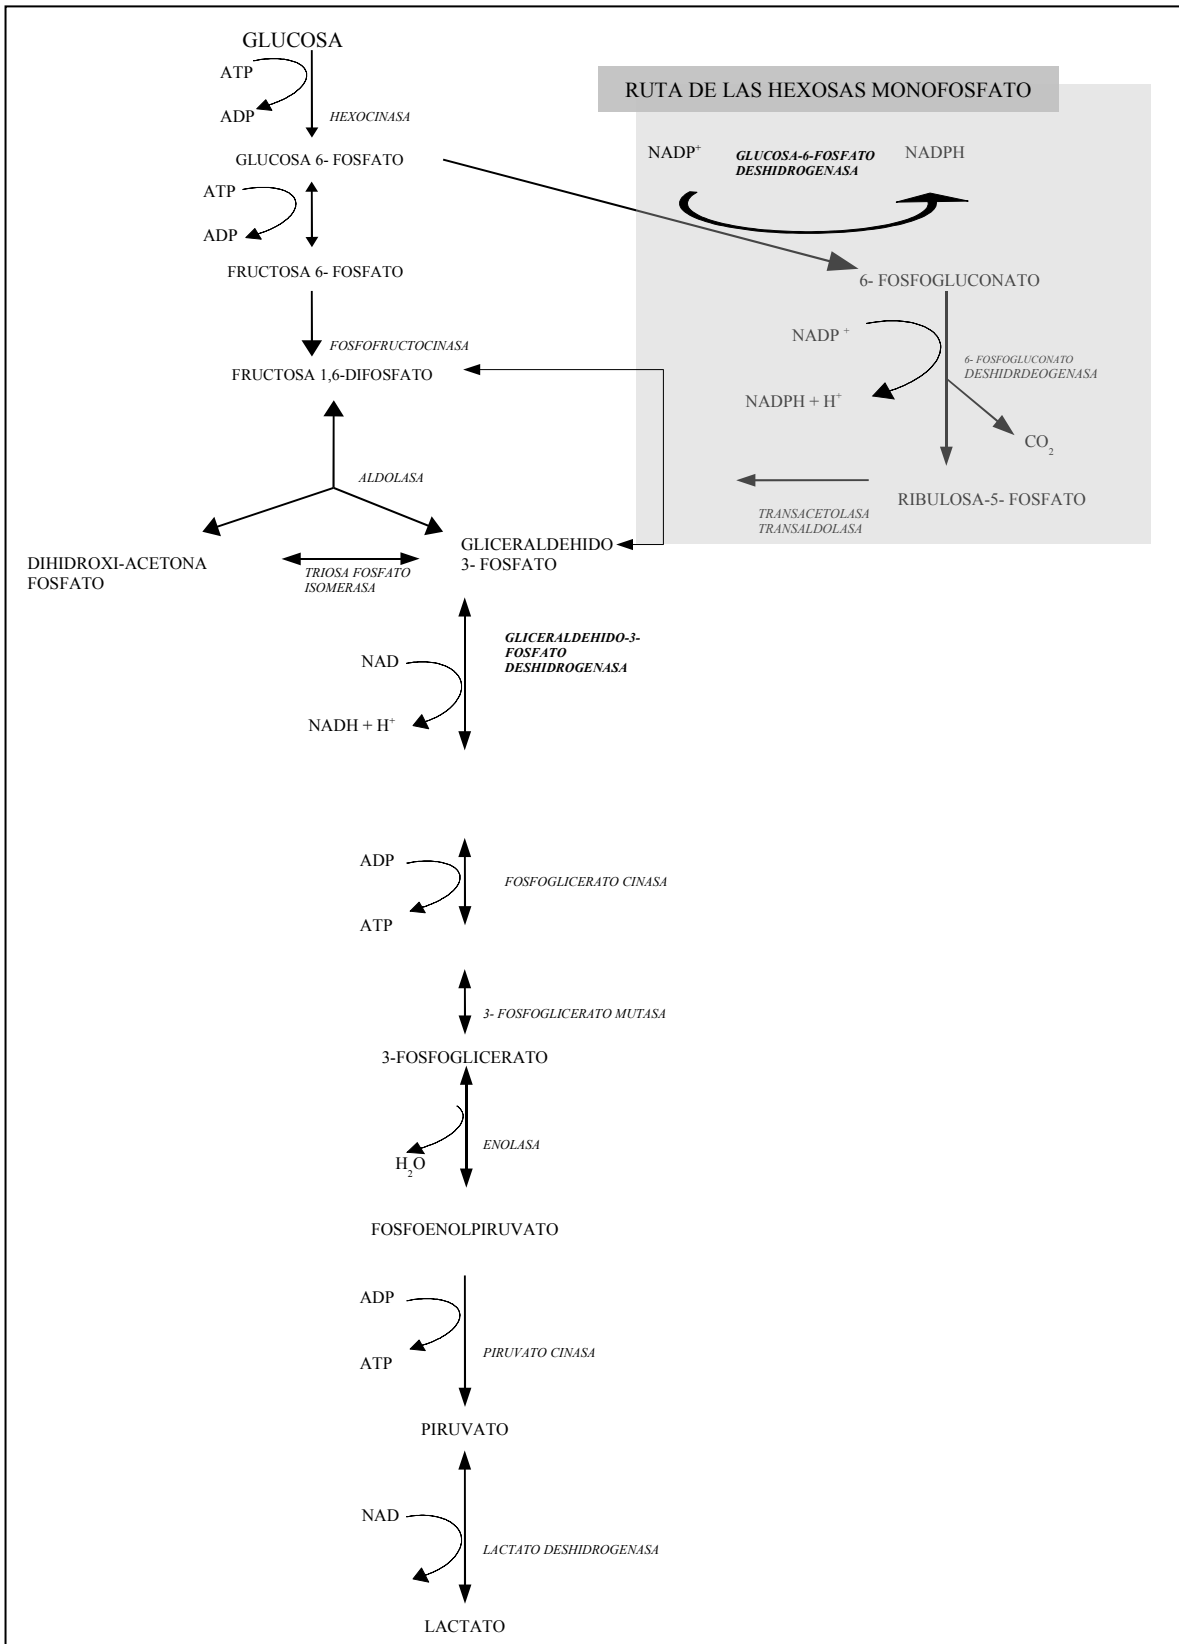 GLUCOSA
ATP
ADP
HEXOCINASA
GLUCOSA 6- FOSFATO
ATP
ADP
FRUCTOSA 6- FOSFATO
FOSFOFRUCTOCINASA
FRUCTOSA 1,6-DIFOSFATO
ALDOLASA
DIHIDROXI-ACETONA
FOSFATO
TRIOSA FOSFATO
ISOMERASA
GLICERALDEHIDO
3- FOSFATO
RUTA DE LAS HEXOSAS MONOFOSFATO
NADP⁺
GLUCOSA-6-FOSFATO
DESHIDROGENASA
NADPH
6- FOSFOGLUCONATO
NADP ⁺
6- FOSFOGLUCONATO
DESHIDRDEOGENASA
NADPH + H⁺
CO₂
RIBULOSA-5- FOSFATO
TRANSACETOLASA
TRANSALDOLASA
GLICERALDEHIDO-3-
FOSFATO
DESHIDROGENASA
NAD
NADH + H⁺
ADP
FOSFOGLICERATO CINASA
ATP
3- FOSFOGLICERATO MUTASA
3-FOSFOGLICERATO
ENOLASA
H₂O
FOSFOENOLPIRUVATO
ADP
PIRUVATO CINASA
ATP
PIRUVATO
NAD
LACTATO DESHIDROGENASA
LACTATO